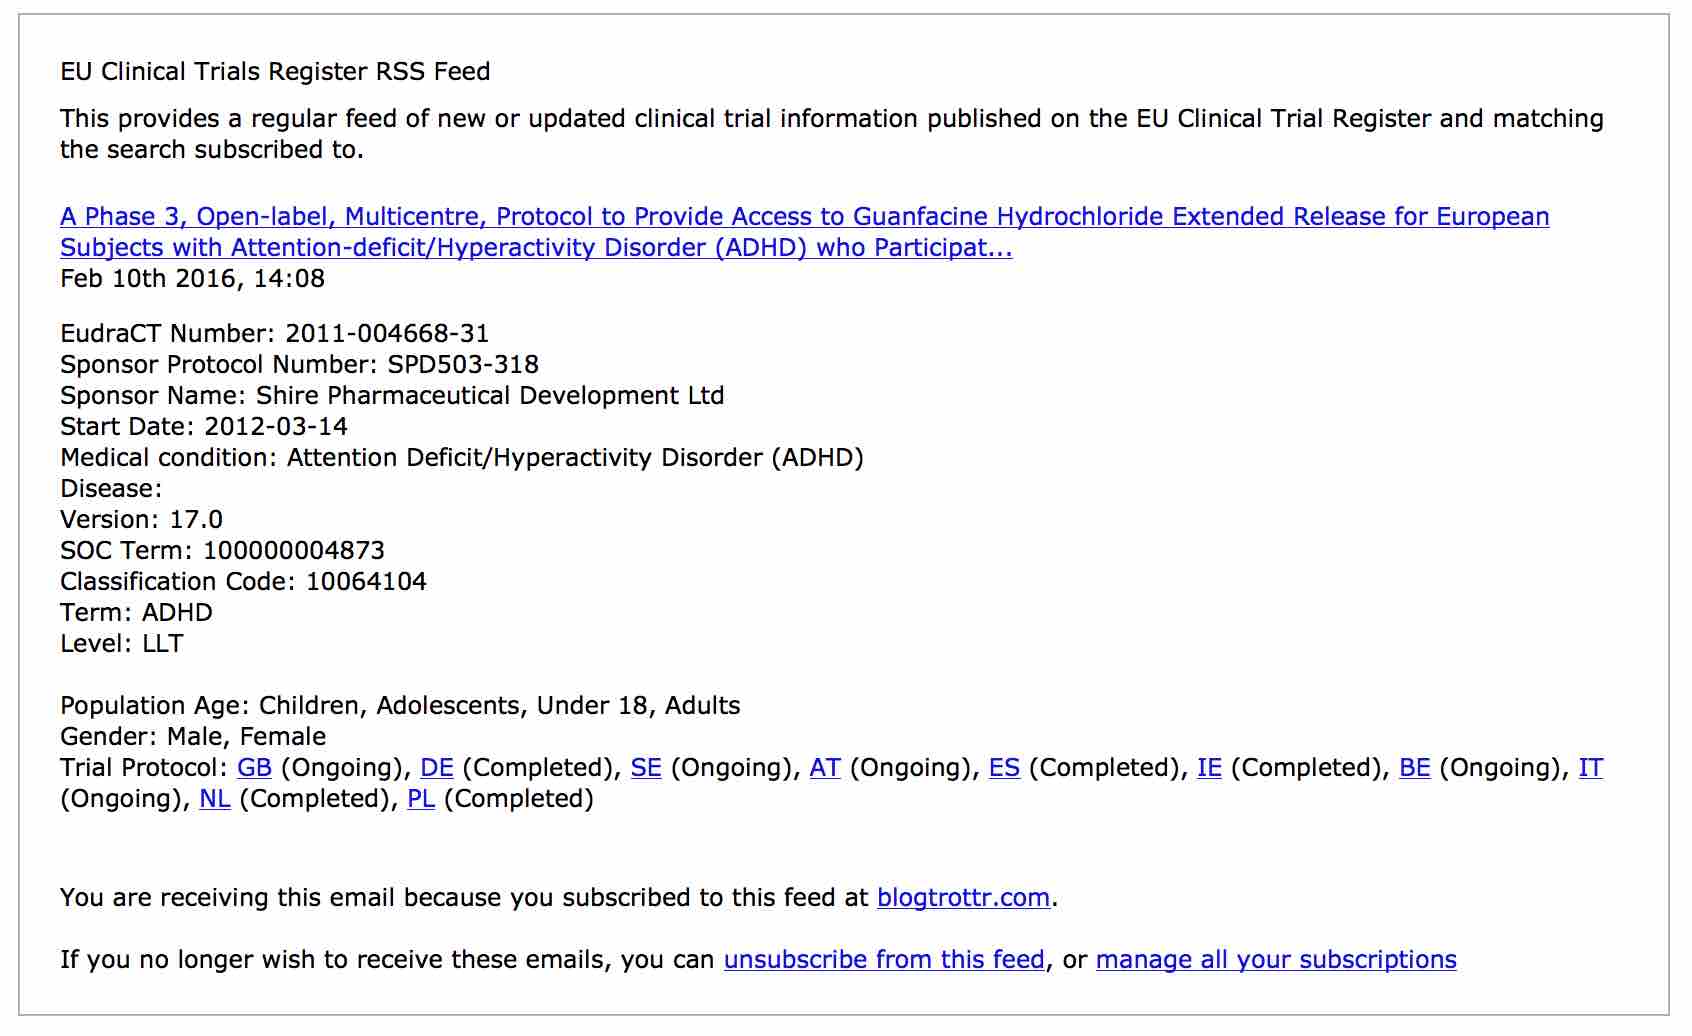 EU Clinical Trials Register RSS Feed
This provides a regular feed of new or updated clinical trial information published on the EU Clinical Trial Register and matching
the search subscribed to.
A Phase 3, Open-label, Multicentre, Protocol to Provide Access to Guanfacine Hydrochloride Extended Release for European
Subjects with Attention-deficit/Hyperactivity Disorder (ADHD) who Participat...
Feb 10th 2016, 14:08
EudraCT Number: 2011-004668-31
Sponsor Protocol Number: SPD503-318
Sponsor Name: Shire Pharmaceutical Development Ltd
Start Date: 2012-03-14
Medical condition: Attention Deficit/Hyperactivity Disorder (ADHD)
Disease:
Version: 17.0
SOC Term: 100000004873
Classification Code: 10064104
Term: ADHD
Level: LLT
Population Age: Children, Adolescents, Under 18, Adults
Gender: Male, Female
Trial Protocol: GB (Ongoing), DE (Completed), SE (Ongoing), AT (Ongoing), ES (Completed), IE (Completed), BE (Ongoing), IT
(Ongoing), NL (Completed), PL (Completed)
You are receiving this email because you subscribed to this feed at blogtrottr.com.
If you no longer wish to receive these emails, you can unsubscribe from this feed, or manage all your subscriptions